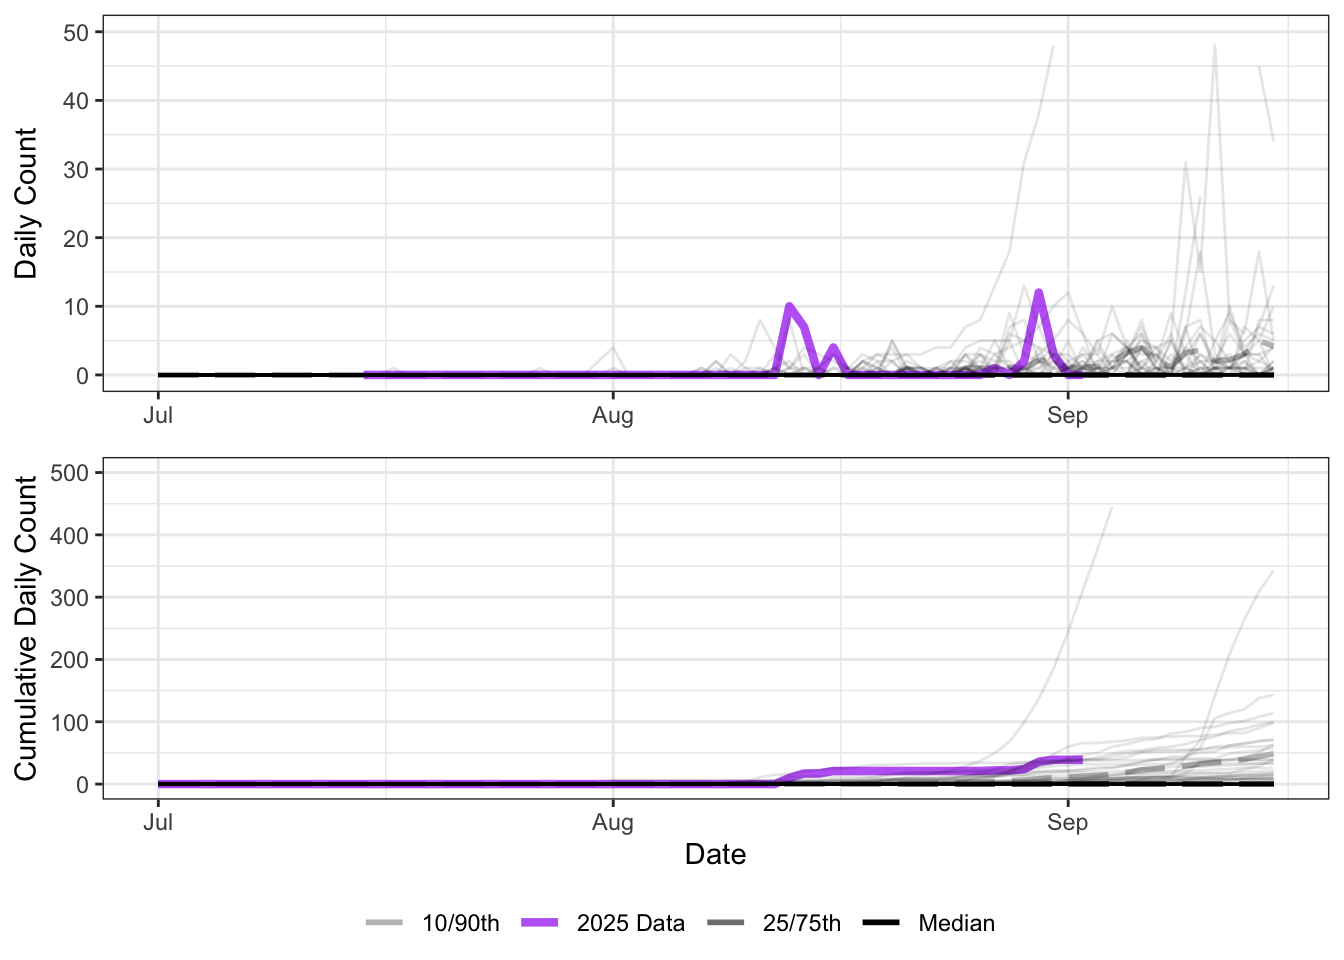 Daily Count
50
40
30
20
10
0
Jul Aug Sep
Cumulative Daily Count
500
400
300
200
100
0
Jul Aug Sep
Date
10/90th 2025 Data 25/75th Median